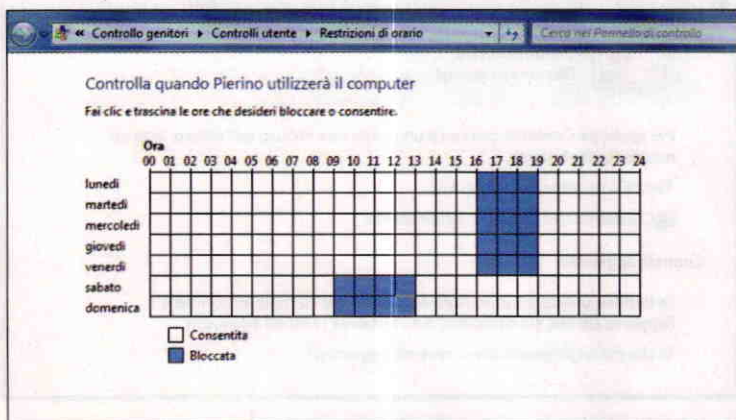 « Controllo genitori ▸ Controlli utente ▸ Restrizioni di orario
Cerca nel Pannello di controllo
Controlla quando Pierino utilizzerà il computer
Fai clic e trascina le ore che desideri bloccare o consentire.
Ora
00 01 02 03 04 05 06 07 08 09 10 11 12 13 14 15 16 17 18 19 20 21 22 23 24
lunedì
martedì
mercoledì
giovedì
venerdì
sabato
domenica
Consentita
Bloccata